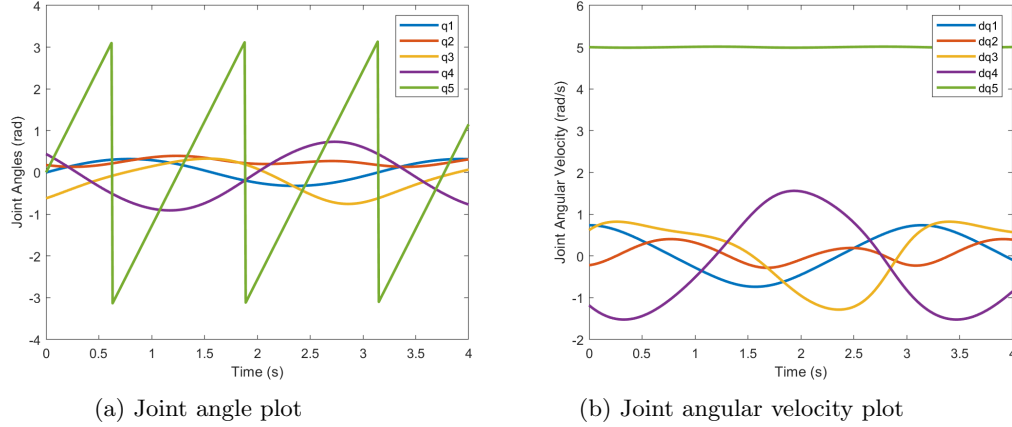 4
3
2
1
0
-1
-2
-3
-4
Joint Angles (rad)
0
0.5
1
1.5
2
2.5
3
3.5
4
Time (s)
q1
q2
q3
q4
q5
(a) Joint angle plot
6
5
4
3
2
1
0
-1
-2
Joint Angular Velocity (rad/s)
0
0.5
1
1.5
2
2.5
3
3.5
4
Time (s)
dq1
dq2
dq3
dq4
dq5
(b) Joint angular velocity plot